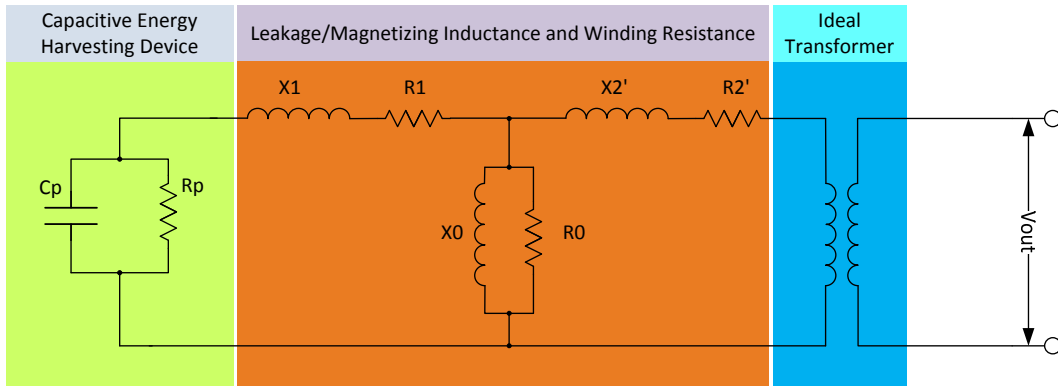 Capacitive Energy
Harvesting Device
Leakage/Magnetizing Inductance and Winding Resistance
Ideal
Transformer
X1
R1
X2'
R2'
Cp
Rp
X0
R0
Vout